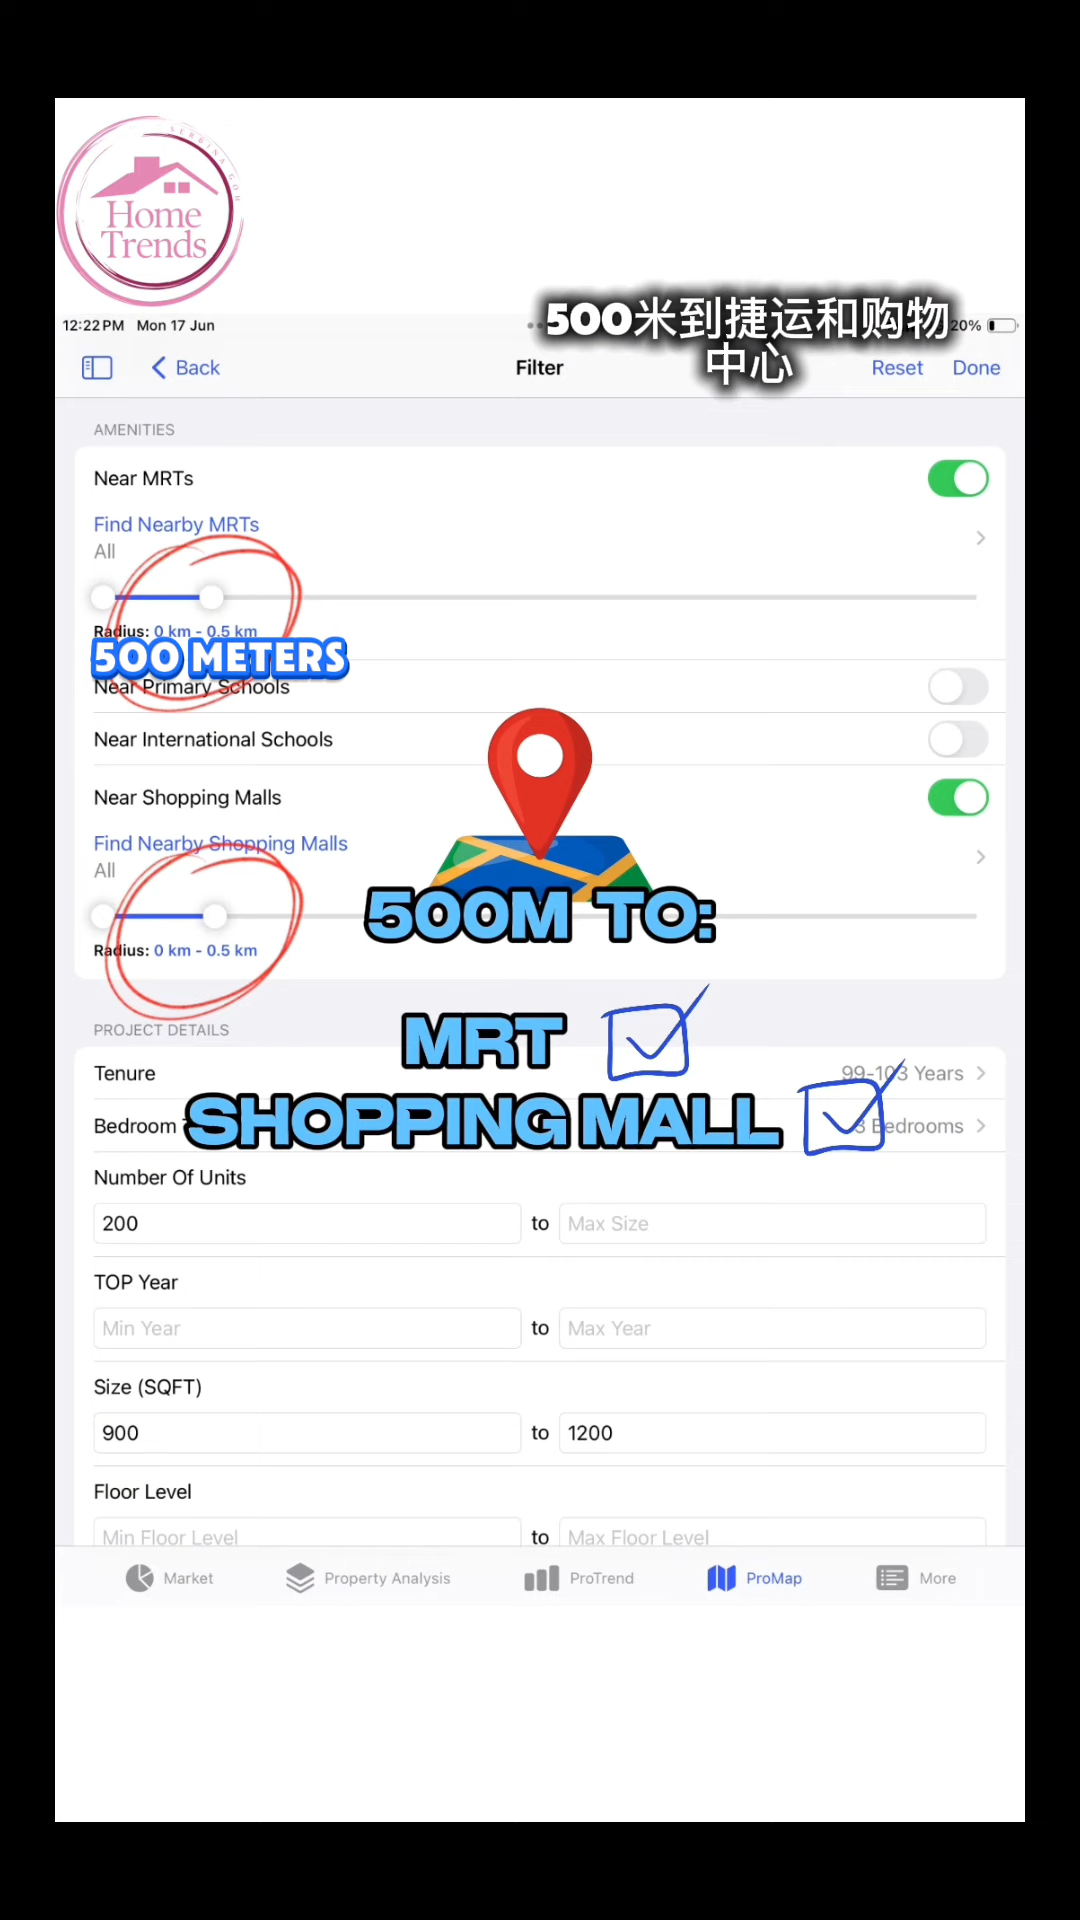 SERBINA GOH
Home
Trends
12:22 PM Mon 17 Jun
20%
500米到捷运和购物
中心
Back
Filter
Reset
Done
AMENITIES
Near MRTs
Find Nearby MRTs
All
Radius: 0 km - 0.5 km
500 METERS
Near Primary Schools
Near International Schools
Near Shopping Malls
Find Nearby Shopping Malls
All
500M TO:
Radius: 0 km - 0.5 km
PROJECT DETAILS
MRT
Tenure
99-103 Years
Bedroom
SHOPPING MALL
3 Bedrooms
Number Of Units
200 to Max Size
TOP Year
Min Year to Max Year
Size (SQFT)
900 to 1200
Floor Level
Min Floor Level to Max Floor Level
Market
Property Analysis
ProTrend
ProMap
More